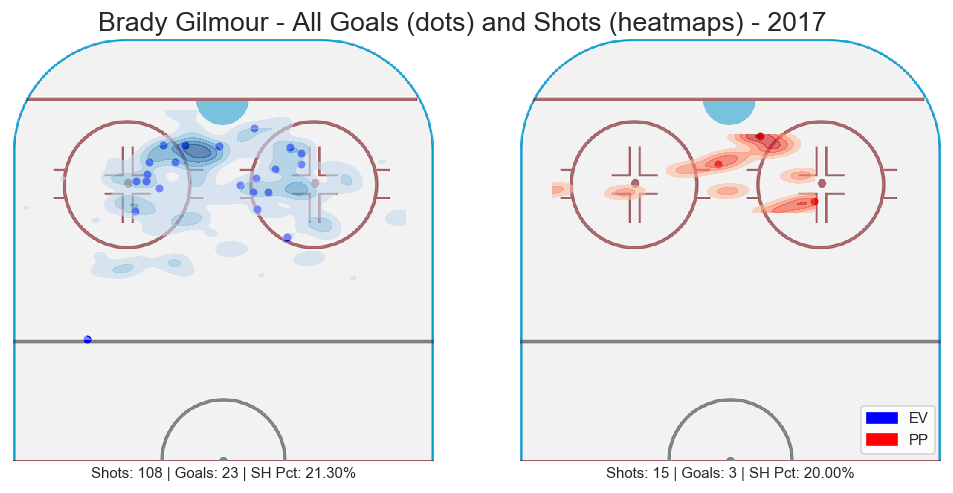 Brady Gilmour - All Goals (dots) and Shots (heatmaps) - 2017
EV
PP
Shots: 108 | Goals: 23 | SH Pct: 21.30%
Shots: 15 | Goals: 3 | SH Pct: 20.00%